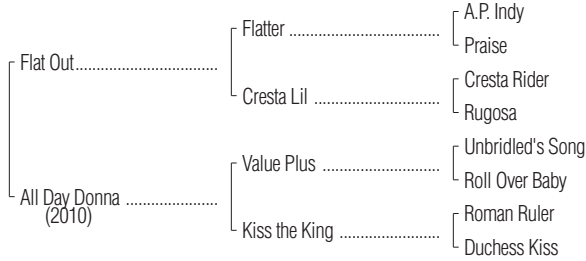 A.P. Indy
Flatter
Praise
Flat Out
Cresta Rider
Cresta Lil
Rugosa
Unbridled's Song
Value Plus
Roll Over Baby
All Day Donna
(2010)
Roman Ruler
Kiss the King
Duchess Kiss